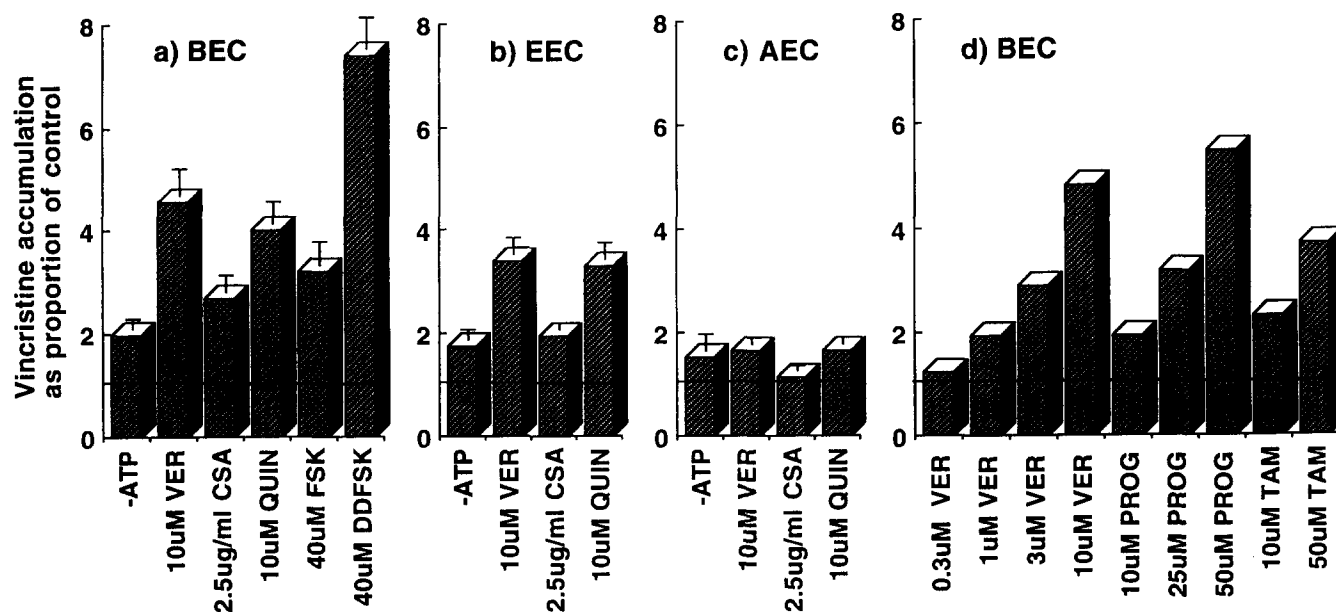 Vincristine accumulation
as proportion of control
8
6
4
2
0
a) BEC
-ATP
10uM VER
2.5ug/ml CSA
10uM QUIN
40uM FSK
40uM DDFSK
8
6
4
2
0
b) EEC
-ATP
10uM VER
2.5ug/ml CSA
10uM QUIN
8
6
4
2
0
c) AEC
-ATP
10uM VER
2.5ug/ml CSA
10uM QUIN
8
6
4
2
0
d) BEC
0.3uM VER
1uM VER
3uM VER
10uM VER
10uM PROG
25uM PROG
50uM PROG
10uM TAM
50uM TAM